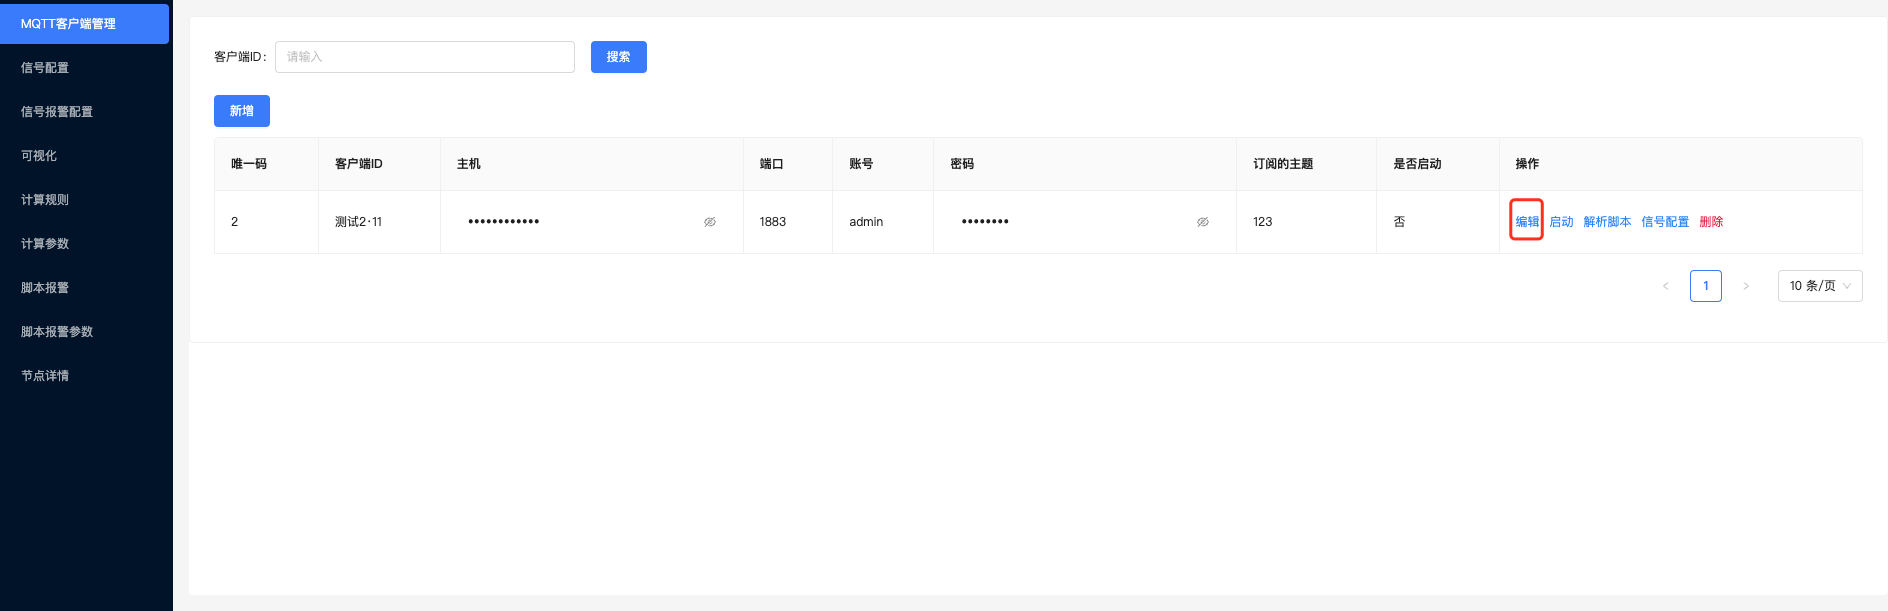 MQTT客户端管理
信号配置
信号报警配置
可视化
计算规则
计算参数
脚本报警
脚本报警参数
节点详情
客户端ID： 请输入 搜索
新增
唯一码 客户端ID 主机 端口 账号 密码 订阅的主题 是否启动 操作
2 测试2·11 •••••••••••• 1883 admin •••••••• 123 否 编辑 启动 解析脚本 信号配置 删除
< 1 > 10 条/页